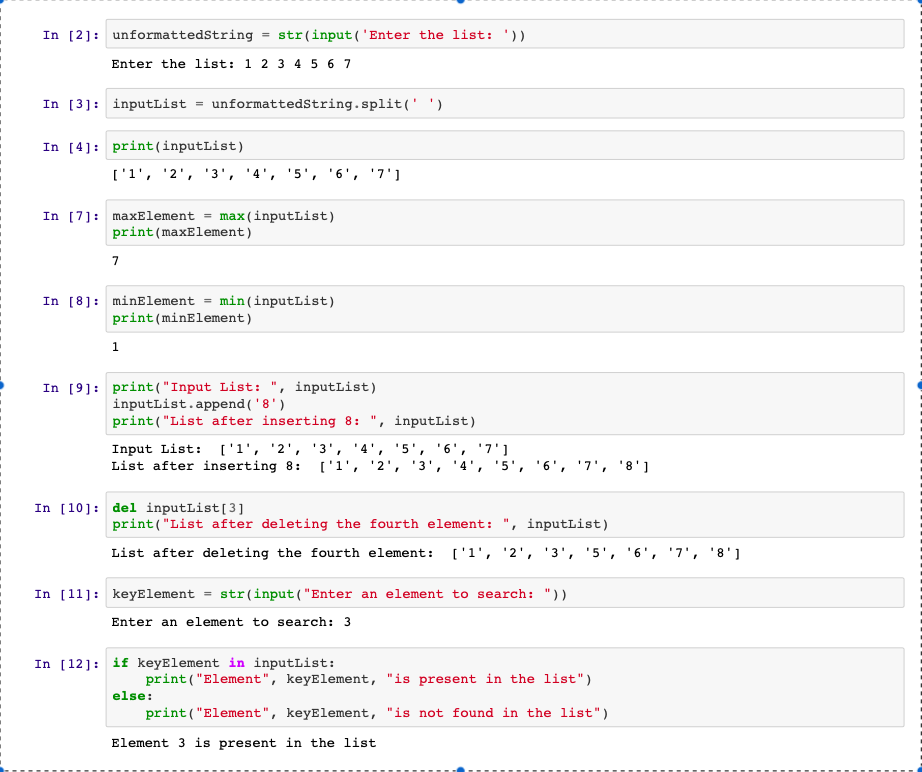 In [2]: unformattedString = str(input('Enter the list: '))
Enter the list: 1 2 3 4 5 6 7
In [3]: inputList = unformattedString.split(' ')
In [4]: print(inputList)
['1', '2', '3', '4', '5', '6', '7']
In [7]: maxElement = max(inputList)
print(maxElement)
7
In [8]: minElement = min(inputList)
print(minElement)
1
In [9]: print("Input List: ", inputList)
inputList.append('8')
print("List after inserting 8: ", inputList)
Input List:  ['1', '2', '3', '4', '5', '6', '7']
List after inserting 8:  ['1', '2', '3', '4', '5', '6', '7', '8']
In [10]: del inputList[3]
print("List after deleting the fourth element: ", inputList)
List after deleting the fourth element:  ['1', '2', '3', '5', '6', '7', '8']
In [11]: keyElement = str(input("Enter an element to search: "))
Enter an element to search: 3
In [12]: if keyElement in inputList:
    print("Element", keyElement, "is present in the list")
else:
    print("Element", keyElement, "is not found in the list")
Element 3 is present in the list